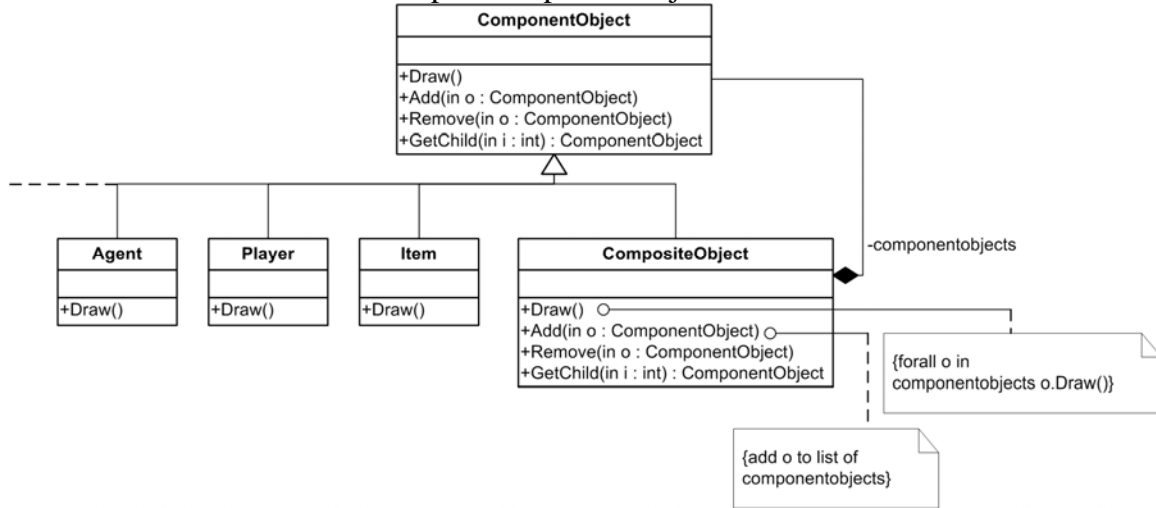 ComponentObject
+Draw()
+Add(in o : ComponentObject)
+Remove(in o : ComponentObject)
+GetChild(in i : int) : ComponentObject
Agent
+Draw()
Player
+Draw()
Item
+Draw()
CompositeObject
+Draw()
+Add(in o : ComponentObject)
+Remove(in o : ComponentObject)
+GetChild(in i : int) : ComponentObject
-componentobjects
{forall o in
componentobjects o.Draw()}
{add o to list of
componentobjects}